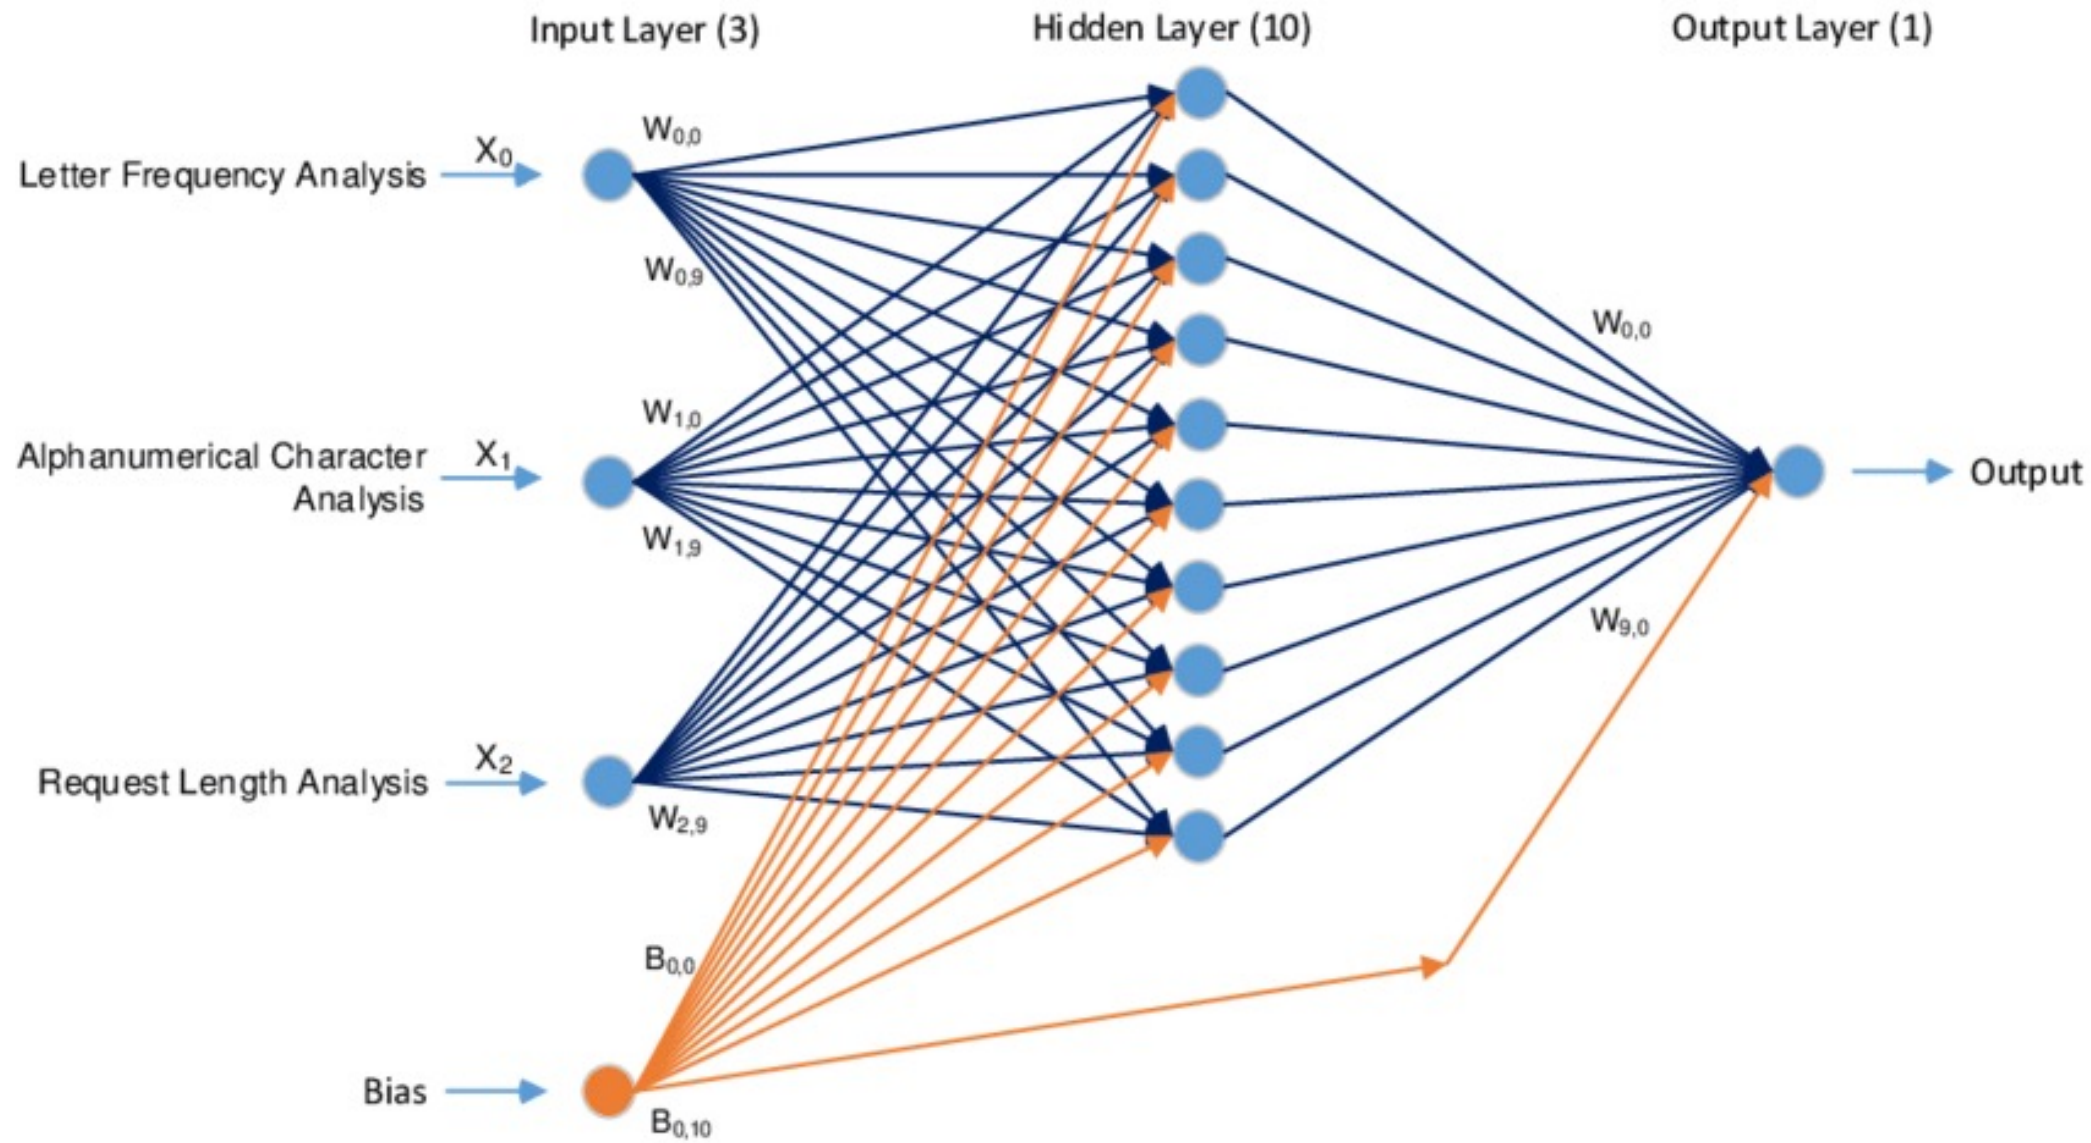 Input Layer (3)
Hidden Layer (10)
Output Layer (1)
Letter Frequency Analysis
X0
W0,0
W0,9
Alphanumerical Character
Analysis
X1
W1,0
W1,9
Request Length Analysis
X2
W2,9
Bias
B0,0
B0,10
W0,0
W9,0
Output